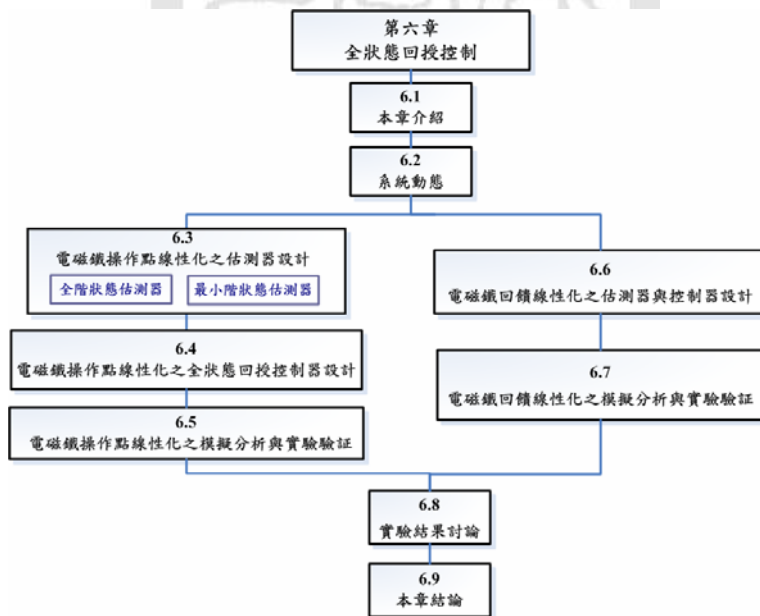 第六章
全狀態回授控制
6.1
本章介紹
6.2
系統動態
6.3
電磁鐵操作點線性化之估測器設計
全階狀態估測器
最小階狀態估測器
6.4
電磁鐵操作點線性化之全狀態回授控制器設計
6.5
電磁鐵操作點線性化之模擬分析與實驗驗証
6.6
電磁鐵回饋線性化之估測器與控制器設計
6.7
電磁鐵回饋線性化之模擬分析與實驗驗証
6.8
實驗結果討論
6.9
本章結論